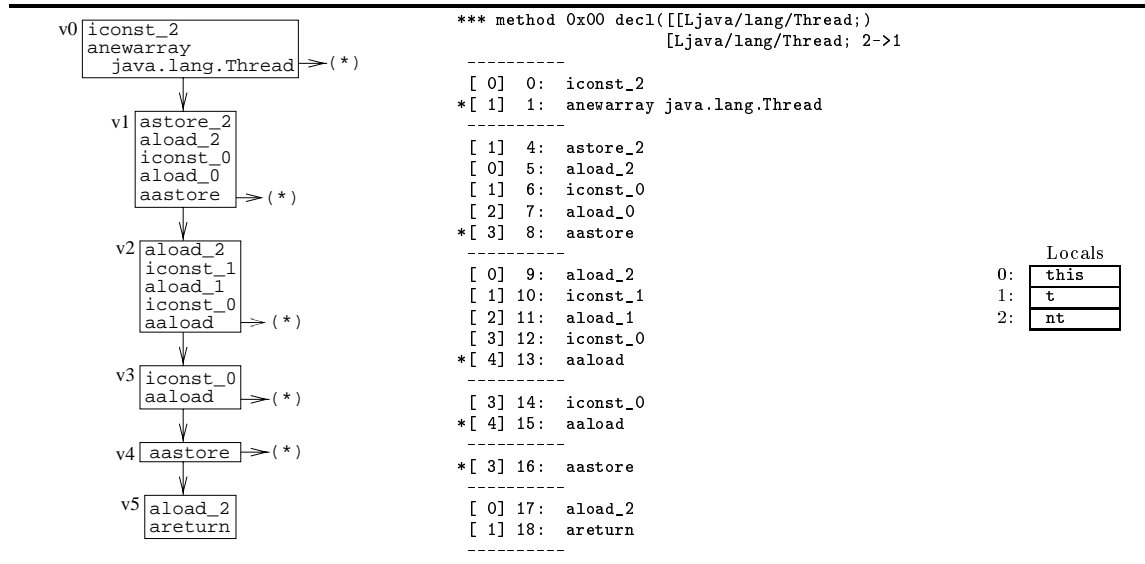 v0 iconst_2
anewarray
java.lang.Thread (*)
v1 astore_2
aload_2
iconst_0
aload_0
aastore (*)
v2 aload_2
iconst_1
aload_1
iconst_0
aaload (*)
v3 iconst_0
aaload (*)
v4 aastore (*)
v5 aload_2
areturn
*** method 0x00 decl([[Ljava/lang/Thread;)
[Ljava/lang/Thread; 2->1
----------
[ 0] 0: iconst_2
*[ 1] 1: anewarray java.lang.Thread
----------
[ 1] 4: astore_2
[ 0] 5: aload_2
[ 1] 6: iconst_0
[ 2] 7: aload_0
*[ 3] 8: aastore
----------
[ 0] 9: aload_2
[ 1] 10: iconst_1
[ 2] 11: aload_1
[ 3] 12: iconst_0
*[ 4] 13: aaload
----------
[ 3] 14: iconst_0
*[ 4] 15: aaload
----------
*[ 3] 16: aastore
----------
[ 0] 17: aload_2
[ 1] 18: areturn
----------
Locals
0: this
1: t
2: nt